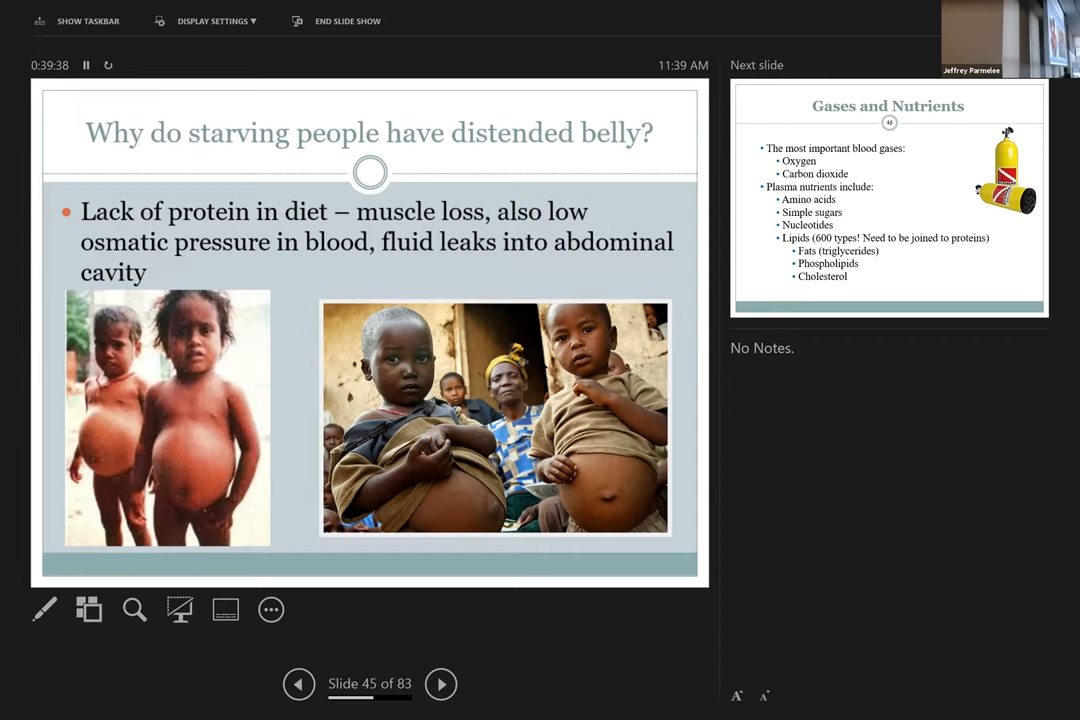 SHOW TASKBAR
DISPLAY SETTINGS ▼
END SLIDE SHOW
Jeffrey Parmelee
0:39:38
11:39 AM
Next slide
Why do starving people have distended belly?
• Lack of protein in diet – muscle loss, also low
osmatic pressure in blood, fluid leaks into abdominal
cavity
Gases and Nutrients
46
• The most important blood gases:
• Oxygen
• Carbon dioxide
• Plasma nutrients include:
• Amino acids
• Simple sugars
• Nucleotides
• Lipids (600 types! Need to be joined to proteins)
• Fats (triglycerides)
• Phospholipids
• Cholesterol
No Notes.
Slide 45 of 83
A A